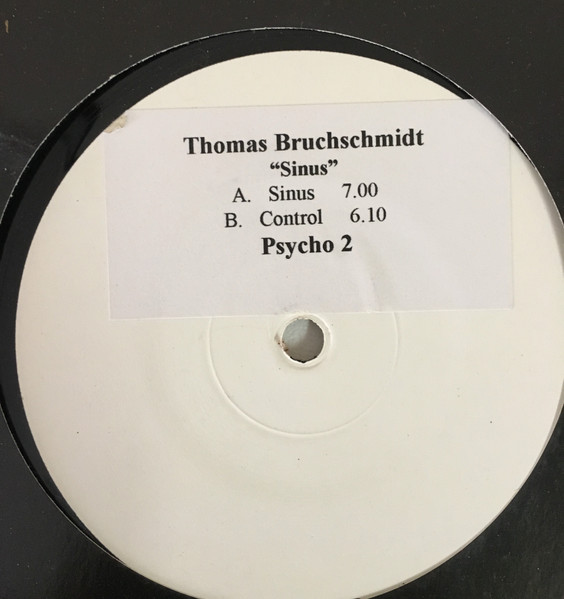 Thomas Bruchschmidt
“Sinus”
A. Sinus 7.00
B. Control 6.10
Psycho 2